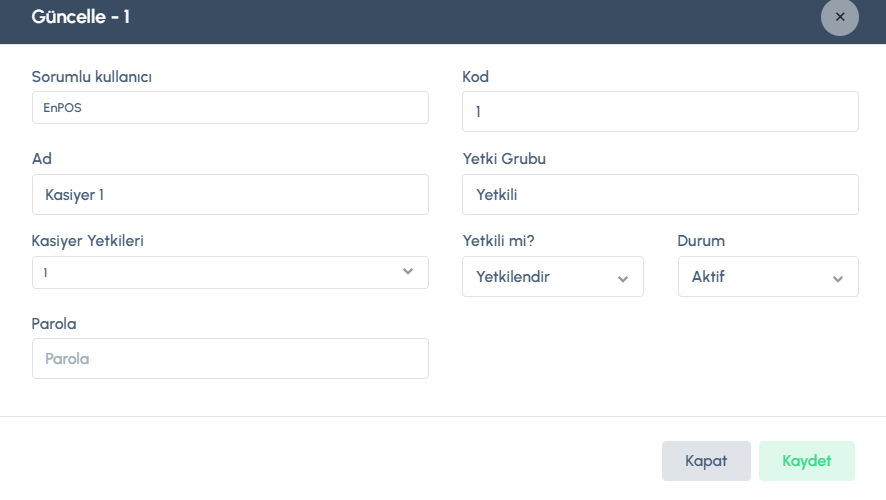 Güncelle - 1
×
Sorumlu kullanıcı
EnPOS
Kod
1
Ad
Kasiyer 1
Yetki Grubu
Yetkili
Kasiyer Yetkileri
1
Yetkili mi?
Yetkilendir
Durum
Aktif
Parola
Parola
Kapat
Kaydet